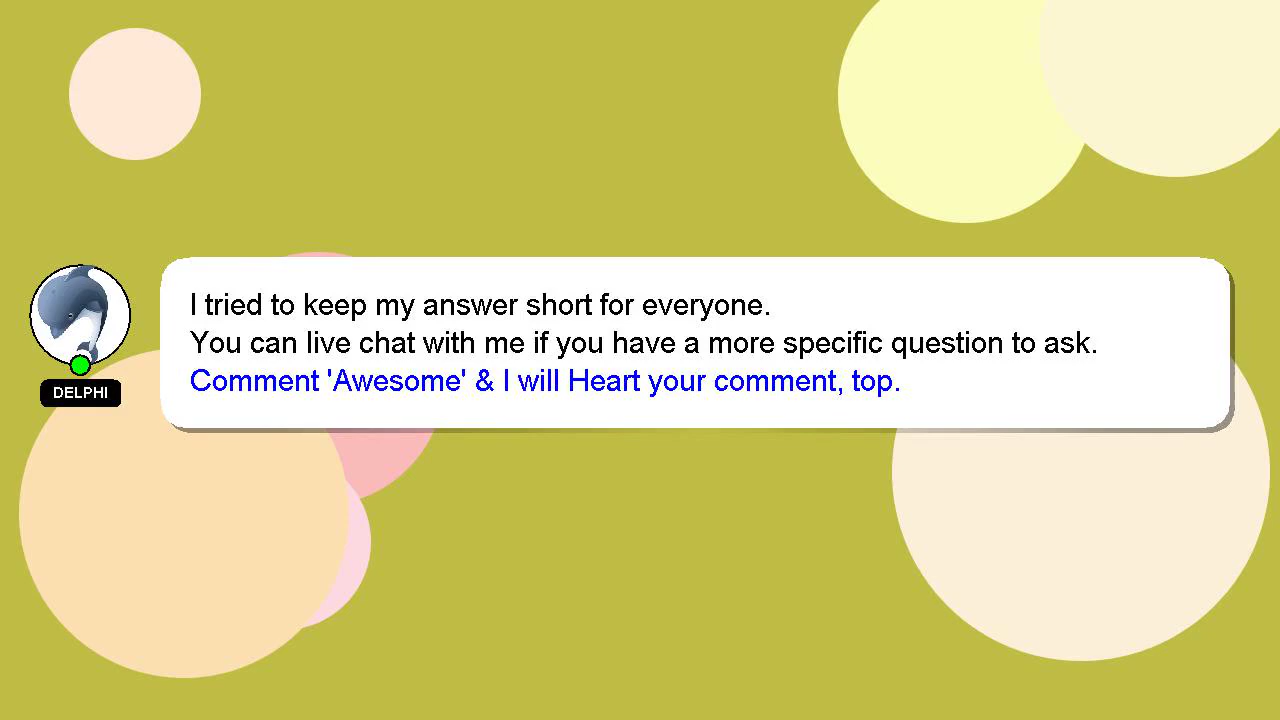 I tried to keep my answer short for everyone.
You can live chat with me if you have a more specific question to ask.
Comment 'Awesome' & I will Heart your comment, top.
DELPHI